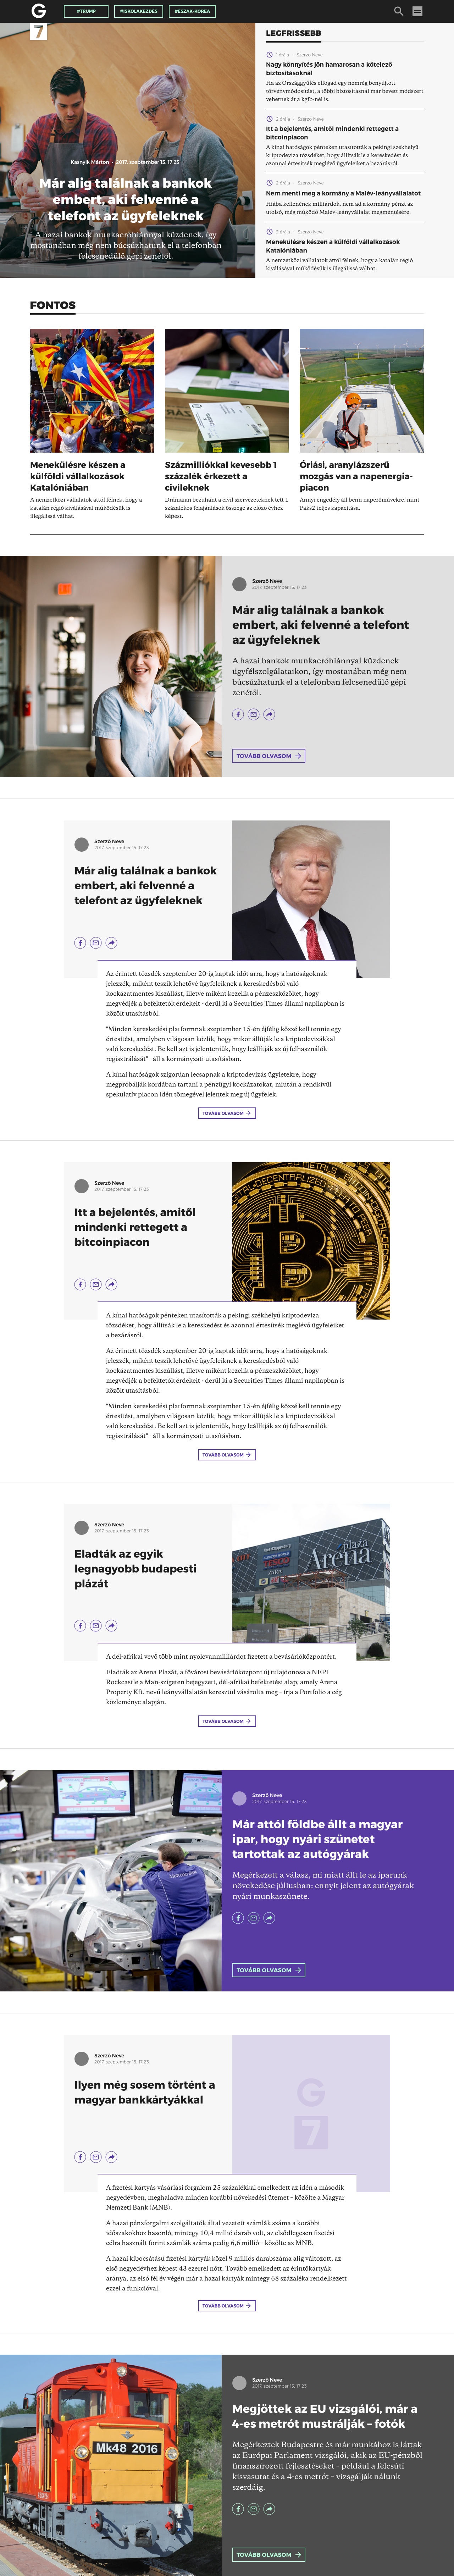 G
7
#TRUMP
#ISKOLAKEZDÉS
#ÉSZAK-KOREA
Kasnyik Márton • 2017. szeptember 15. 17:23
Már alig találnak a bankok
embert, aki felvenné a
telefont az ügyfeleknek
A hazai bankok munkaerőhiánnyal küzdenek, így
mostanában még nem búcsúzhatunk el a telefonban
felcsenedülő gépi zenétől.
LEGFRISSEBB
1 órája - Szerzo Neve
Nagy könnyítés jön hamarosan a kötelező
biztosításoknál
Ha az Országgyűlés elfogad egy nemrég benyújtott
törvénymódosítást, a többi biztosításnál már bevett módszert
vehetnek át a kgfb-nél is.
2 órája - Szerzo Neve
Itt a bejelentés, amitől mindenki rettegett a
bitcoinpiacon
A kínai hatóságok pénteken utasították a pekingi székhelyű
kriptodeviza tőzsdéket, hogy állítsák le a kereskedést és
azonnal értesítsék meglévő ügyfeleiket a bezárásról.
2 órája - Szerzo Neve
Nem menti meg a kormány a Malév-leányvállalatot
Hiába kellenének milliárdok, nem ad a kormány pénzt az
utolsó, még működő Malév-leányvállalat megmentésére.
2 órája - Szerzo Neve
Menekülésre készen a külföldi vállalkozások
Katalóniában
A nemzetközi vállalatok attól félnek, hogy a katalán régió
kiválásával működésük is illegálissá válhat.
FONTOS
Menekülésre készen a
külföldi vállalkozások
Katalóniában
A nemzetközi vállalatok attól félnek, hogy a
katalán régió kiválásával működésük is
illegálissá válhat.
Százmilliókkal kevesebb 1
százalék érkezett a
civileknek
Drámaian bezuhant a civil szervezeteknek tett 1
százalékos felajánlások összege az előző évhez
képest.
Óriási, aranylázszerű
mozgás van a napenergia-
piacon
Annyi engedély áll benn naperőművekre, mint
Paks2 teljes kapacitása.
Szerző Neve
2017. szeptember 15. 17:23
Már alig találnak a bankok
embert, aki felvenné a telefont
az ügyfeleknek
A hazai bankok munkaerőhiánnyal küzdenek
ügyfélszolgálataikon, így mostanában még nem
búcsúzhatunk el a telefonban felcsenedülő gépi
zenétől.
TOVÁBB OLVASOM
Szerző Neve
2017. szeptember 15. 17:23
Már alig találnak a bankok
embert, aki felvenné a
telefont az ügyfeleknek
Az érintett tőzsdék szeptember 20-ig kaptak időt arra, hogy a hatóságoknak
jelezzék, miként teszik lehetővé ügyfeleiknek a kereskedésből való
kockázatmentes kiszállást, illetve miként kezelik a pénzeszközöket, hogy
megvédjék a befektetők érdekeit - derül ki a Securities Times állami napilapban is
közölt utasításból.
"Minden kereskedési platformnak szeptember 15-én éjfélig közzé kell tennie egy
értesítést, amelyben világosan közlik, hogy mikor állítják le a kriptodevizákkal
való kereskedést. Be kell azt is jelenteniük, hogy leállítják az új felhasználók
regisztrálását" - áll a kormányzati utasításban.
A kínai hatóságok szigorúan lecsapnak a kriptodevizás ügyletekre, hogy
megpróbálják kordában tartani a pénzügyi kockázatokat, miután a rendkívül
spekulatív piacon idén tömegével jelentek meg új ügyfelek.
TOVÁBB OLVASOM
Szerző Neve
2017. szeptember 15. 17:23
Itt a bejelentés, amitől
mindenki rettegett a
bitcoinpiacon
METALS
DECENTRALIZED
A kínai hatóságok pénteken utasították a pekingi székhelyű kriptodeviza
tőzsdéket, hogy állítsák le a kereskedést és azonnal értesítsék meglévő ügyfeleiket
a bezárásról.
Az érintett tőzsdék szeptember 20-ig kaptak időt arra, hogy a hatóságoknak
jelezzék, miként teszik lehetővé ügyfeleiknek a kereskedésből való
kockázatmentes kiszállást, illetve miként kezelik a pénzeszközöket, hogy
megvédjék a befektetők érdekeit - derül ki a Securities Times állami napilapban is
közölt utasításból.
"Minden kereskedési platformnak szeptember 15-én éjfélig közzé kell tennie egy
értesítést, amelyben világosan közlik, hogy mikor állítják le a kriptodevizákkal
való kereskedést. Be kell azt is jelenteniük, hogy leállítják az új felhasználók
regisztrálását" - áll a kormányzati utasításban.
TOVÁBB OLVASOM
Szerző Neve
2017. szeptember 15. 17:23
Eladták az egyik
legnagyobb budapesti
plázát
plaza
Arena
ZARA
A dél-afrikai vevő több mint nyolcvanmilliárdot fizetett a bevásárlóközpontért.
Eladták az Arena Plazát, a fővárosi bevásárlóközpont új tulajdonosa a NEPI
Rockcastle a Man-szigeten bejegyzett, dél-afrikai befektetési alap, amely Arena
Property Kft. nevű leányvállalatán keresztül vásárolta meg – írja a Portfolio a cég
közleménye alapján.
TOVÁBB OLVASOM
Szerző Neve
2017. szeptember 15. 17:23
Már attól földbe állt a magyar
ipar, hogy nyári szünetet
tartottak az autógyárak
Megérkezett a válasz, mi miatt állt le az iparunk
növekedése júliusban: ennyit jelent az autógyárak
nyári munkaszünete.
TOVÁBB OLVASOM
Szerző Neve
2017. szeptember 15. 17:23
Ilyen még sosem történt a
magyar bankkártyákkal
G
7
A fizetési kártyás vásárlási forgalom 25 százalékkal emelkedett az idén a második
negyedévben, meghaladva minden korábbi növekedési ütemet – közölte a Magyar
Nemzeti Bank (MNB).
A hazai pénzforgalmi szolgáltatók által vezetett számlák száma a korábbi
időszakokhoz hasonló, mintegy 10,4 millió darab volt, az elsődlegesen fizetési
célra használt forint számlák száma pedig 6,6 millió – közölte az MNB.
A hazai kibocsátású fizetési kártyák közel 9 milliós darabszáma alig változott, az
első negyedévhez képest 43 ezerrel nőtt. Tovább emelkedett az érintőkártyák
aránya, az első fél év végén már a hazai kártyák mintegy 68 százaléka rendelkezett
ezzel a funkcióval.
TOVÁBB OLVASOM
Mk48 2016
Szerző Neve
2017. szeptember 15. 17:23
Megjöttek az EU vizsgálói, már a
4-es metrót mustrálják – fotók
Megérkeztek Budapestre és már munkához is láttak
az Európai Parlament vizsgálói, akik az EU-pénzből
finanszírozott fejlesztéseket – például a felcsúti
kisvasutat és a 4-es metrót – vizsgálják nálunk
szerdáig.
TOVÁBB OLVASOM